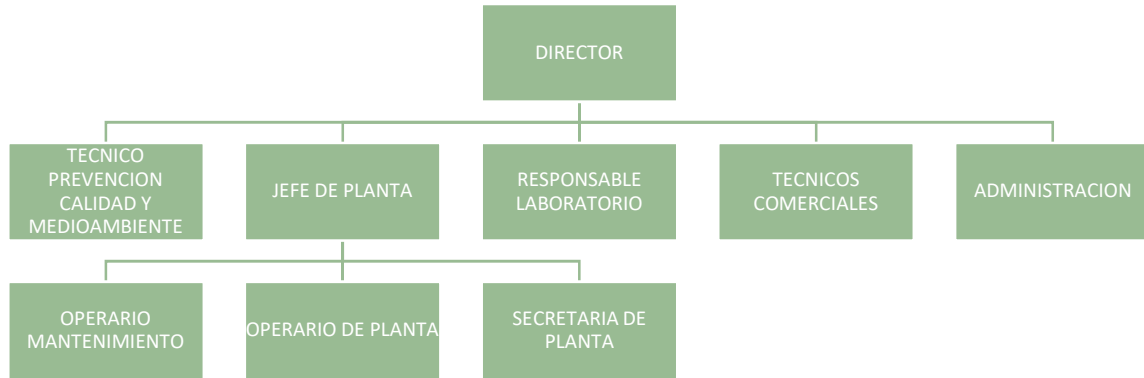 DIRECTOR
TECNICO
PREVENCION
CALIDAD Y
MEDIOAMBIENTE
JEFE DE PLANTA
RESPONSABLE
LABORATORIO
TECNICOS
COMERCIALES
ADMINISTRACION
OPERARIO
MANTENIMIENTO
OPERARIO DE PLANTA
SECRETARIA DE
PLANTA